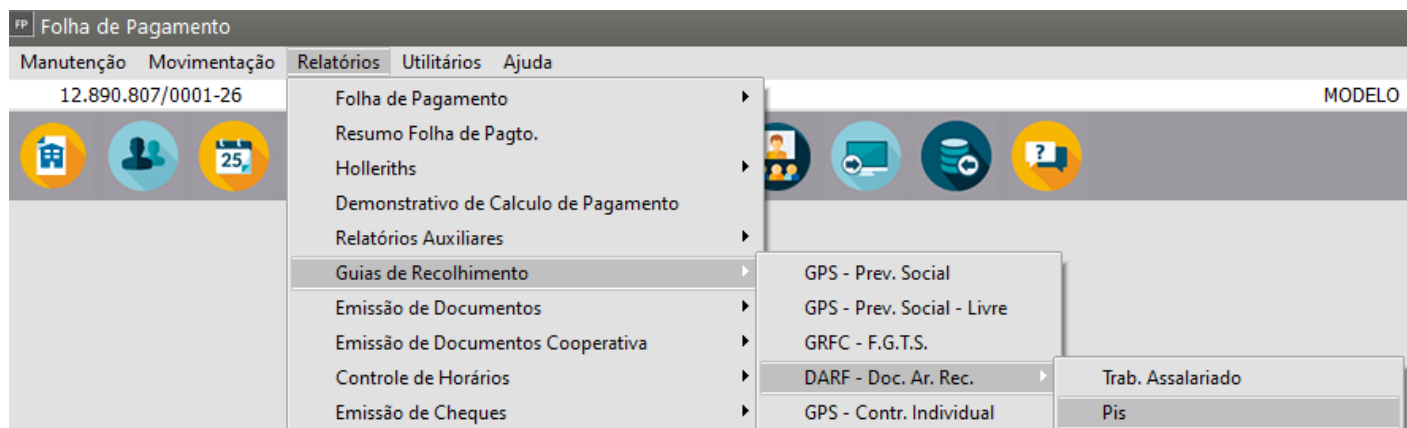 FP Folha de Pagamento
Manutenção Movimentação Relatórios Utilitários Ajuda
12.890.807/0001-26 MODELO
25
?
Folha de Pagamento
Resumo Folha de Pagto.
Holleriths
Demonstrativo de Calculo de Pagamento
Relatórios Auxiliares
Guias de Recolhimento
Emissão de Documentos
Emissão de Documentos Cooperativa
Controle de Horários
Emissão de Cheques
GPS - Prev. Social
GPS - Prev. Social - Livre
GRFC - F.G.T.S.
DARF - Doc. Ar. Rec.
GPS - Contr. Individual
Trab. Assalariado
Pis